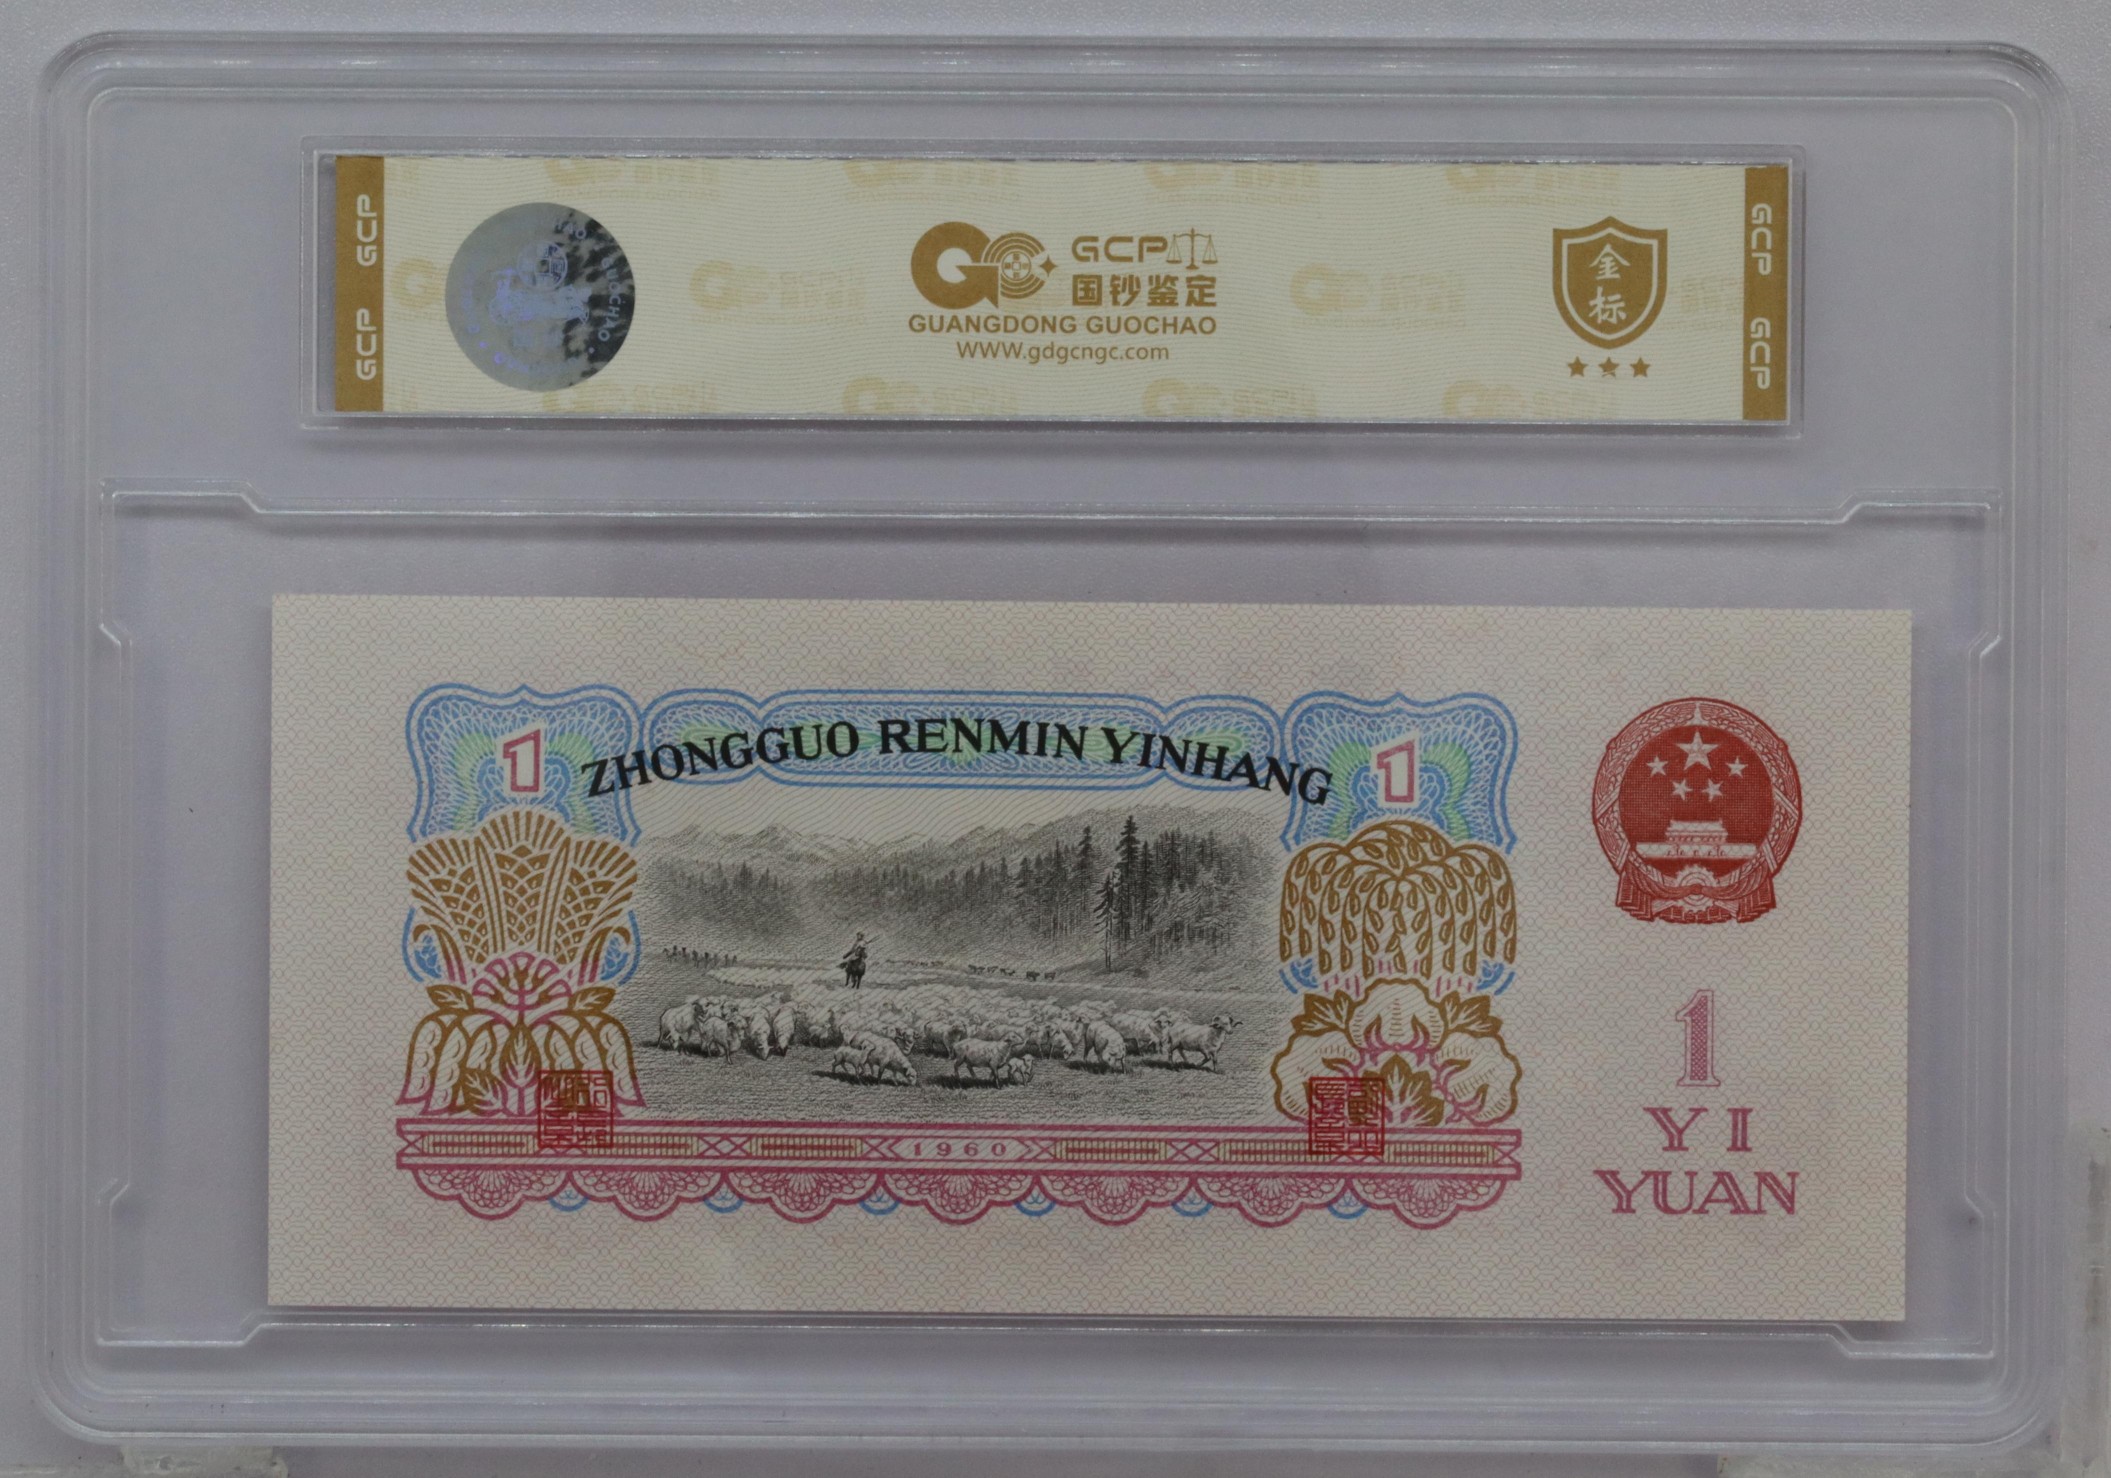 GCP GCP
GCP
国钞鉴定
GUANGDONG GUOCHAO
WWW.gdgcngc.com
金标
GCP GCP
1
ZHONGGUO RENMIN YINHANG
1
1960
1
YI
YUAN